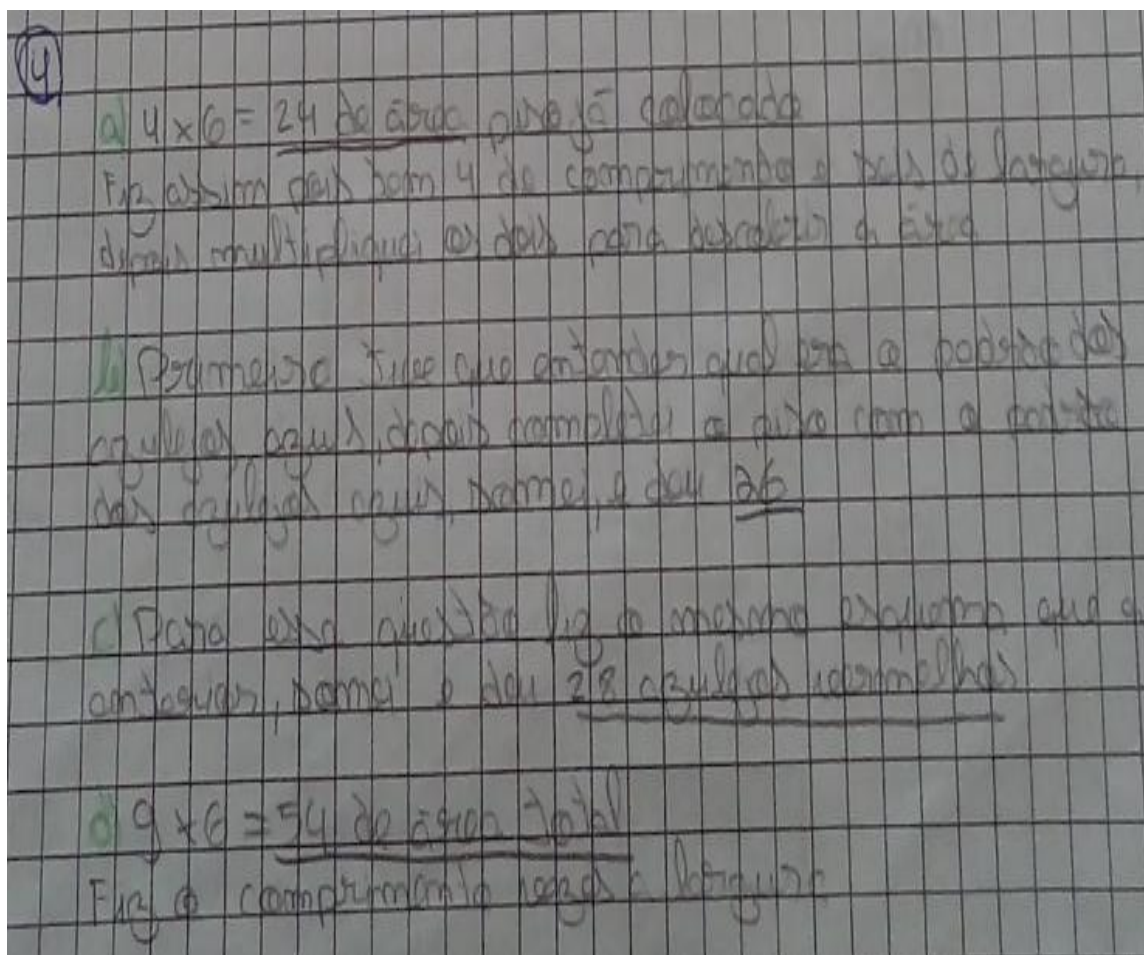 4
a) 4 x 6 = 24 de área que já colocado
Fiz assim pois tem 4 de comprimento e seis de largura
depois multipliquei os dois para descobrir a área
b) Primeiro tive que entender qual era o padrão dos
azulejos azuis, depois completei o piso com o padrão
dos azulejos azuis, somei, e deu 26
c) Para essa questão fiz o mesmo esquema que a
anterior, somei e deu 28 azulejos vermelhos
d) 9 x 6 = 54 de área total
Fiz o comprimento vezes a largura